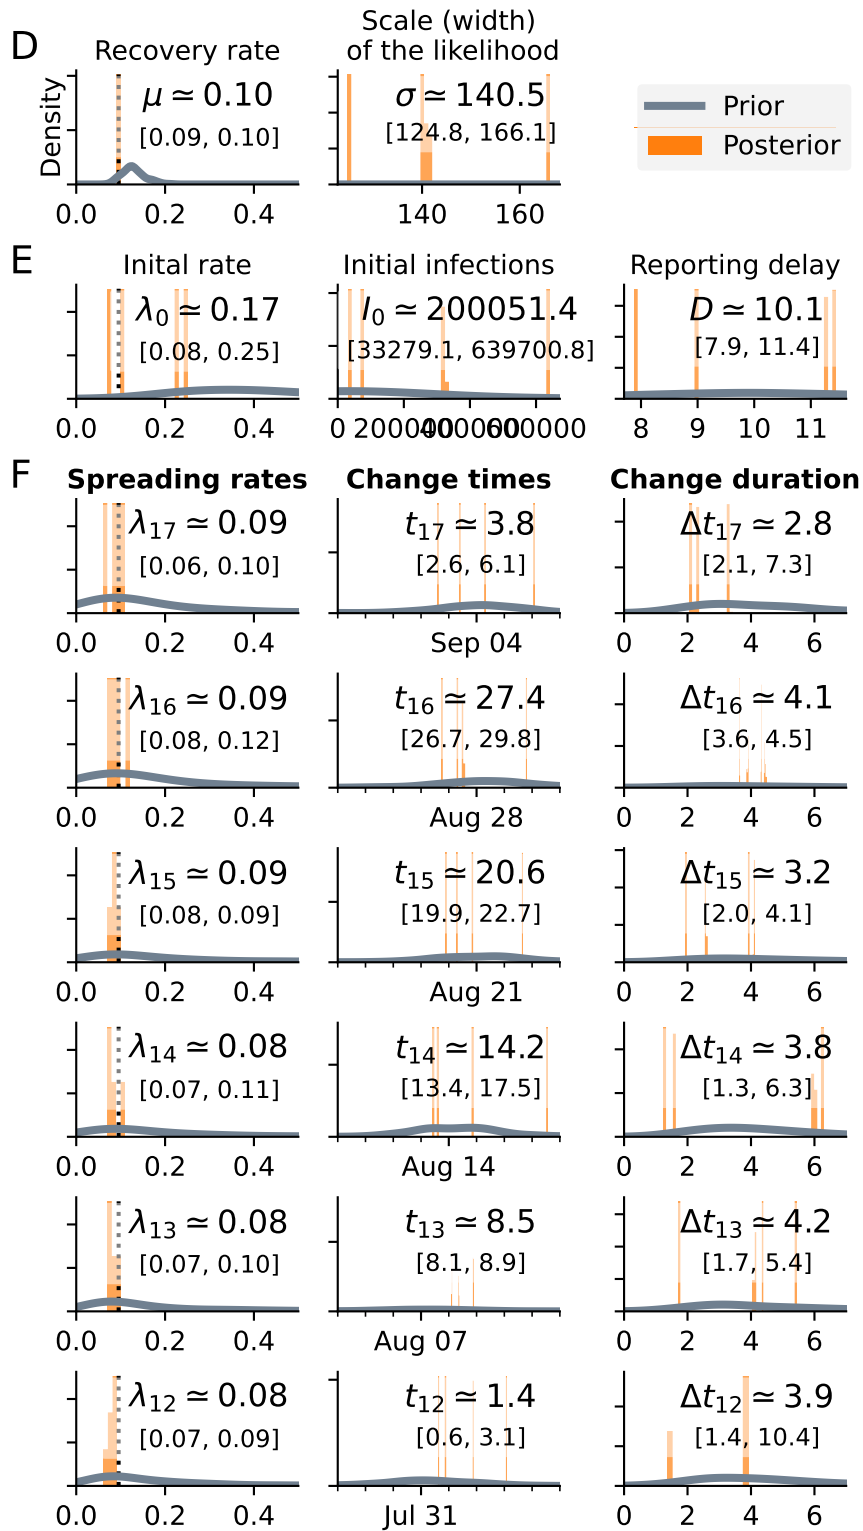 D
Recovery rate
Scale (width)
of the likelihood
Density
μ ≃ 0.10
[0.09, 0.10]
0.0 0.2 0.4
σ ≃ 140.5
[124.8, 166.1]
140 160
Prior
Posterior
E
Inital rate
λ0 ≃ 0.17
[0.08, 0.25]
0.0 0.2 0.4
Initial infections
I0 ≃ 200051.4
[33279.1, 639700.8]
0 200000 400000 600000
Reporting delay
D ≃ 10.1
[7.9, 11.4]
8 9 10 11
F
Spreading rates
Change times
Change duration
λ17 ≃ 0.09
[0.06, 0.10]
0.0 0.2 0.4
t17 ≃ 3.8
[2.6, 6.1]
Sep 04
Δt17 ≃ 2.8
[2.1, 7.3]
0 2 4 6
λ16 ≃ 0.09
[0.08, 0.12]
0.0 0.2 0.4
t16 ≃ 27.4
[26.7, 29.8]
Aug 28
Δt16 ≃ 4.1
[3.6, 4.5]
0 2 4 6
λ15 ≃ 0.09
[0.08, 0.09]
0.0 0.2 0.4
t15 ≃ 20.6
[19.9, 22.7]
Aug 21
Δt15 ≃ 3.2
[2.0, 4.1]
0 2 4 6
λ14 ≃ 0.08
[0.07, 0.11]
0.0 0.2 0.4
t14 ≃ 14.2
[13.4, 17.5]
Aug 14
Δt14 ≃ 3.8
[1.3, 6.3]
0 2 4 6
λ13 ≃ 0.08
[0.07, 0.10]
0.0 0.2 0.4
t13 ≃ 8.5
[8.1, 8.9]
Aug 07
Δt13 ≃ 4.2
[1.7, 5.4]
0 2 4 6
λ12 ≃ 0.08
[0.07, 0.09]
0.0 0.2 0.4
t12 ≃ 1.4
[0.6, 3.1]
Jul 31
Δt12 ≃ 3.9
[1.4, 10.4]
0 2 4 6